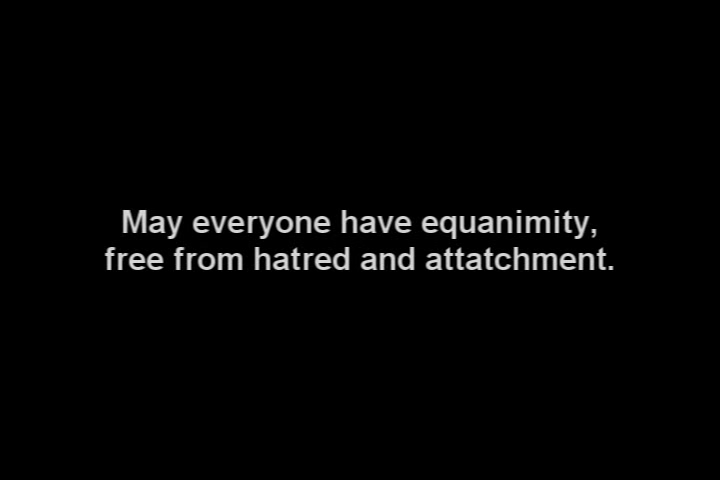 May everyone have equanimity,
free from hatred and attatchment.